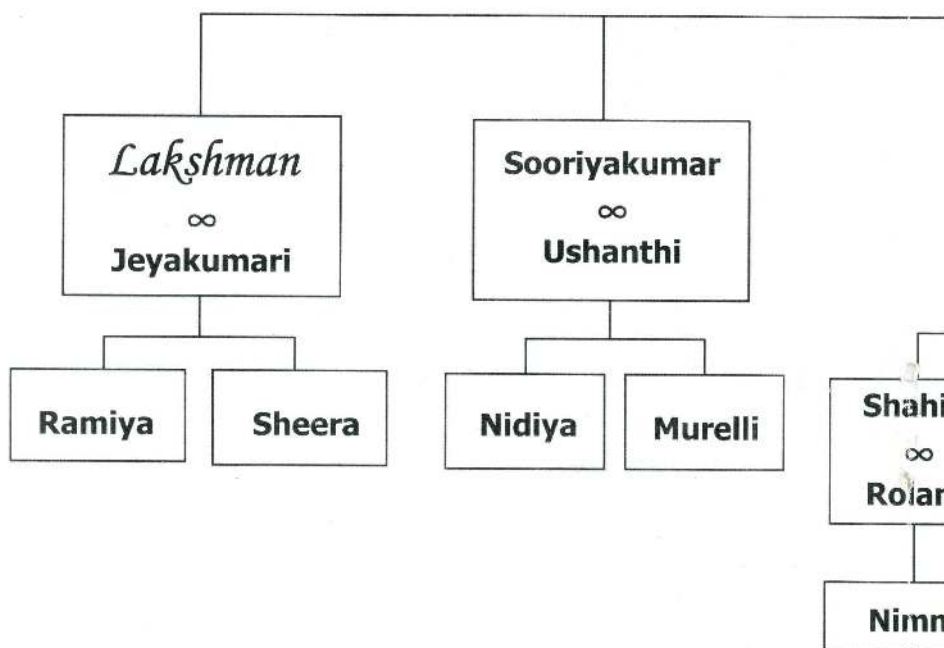 Lakshman
∞
Jeyakumari
Sooriyakumar
∞
Ushanthi
Ramiya
Sheera
Nidiya
Murelli
∞